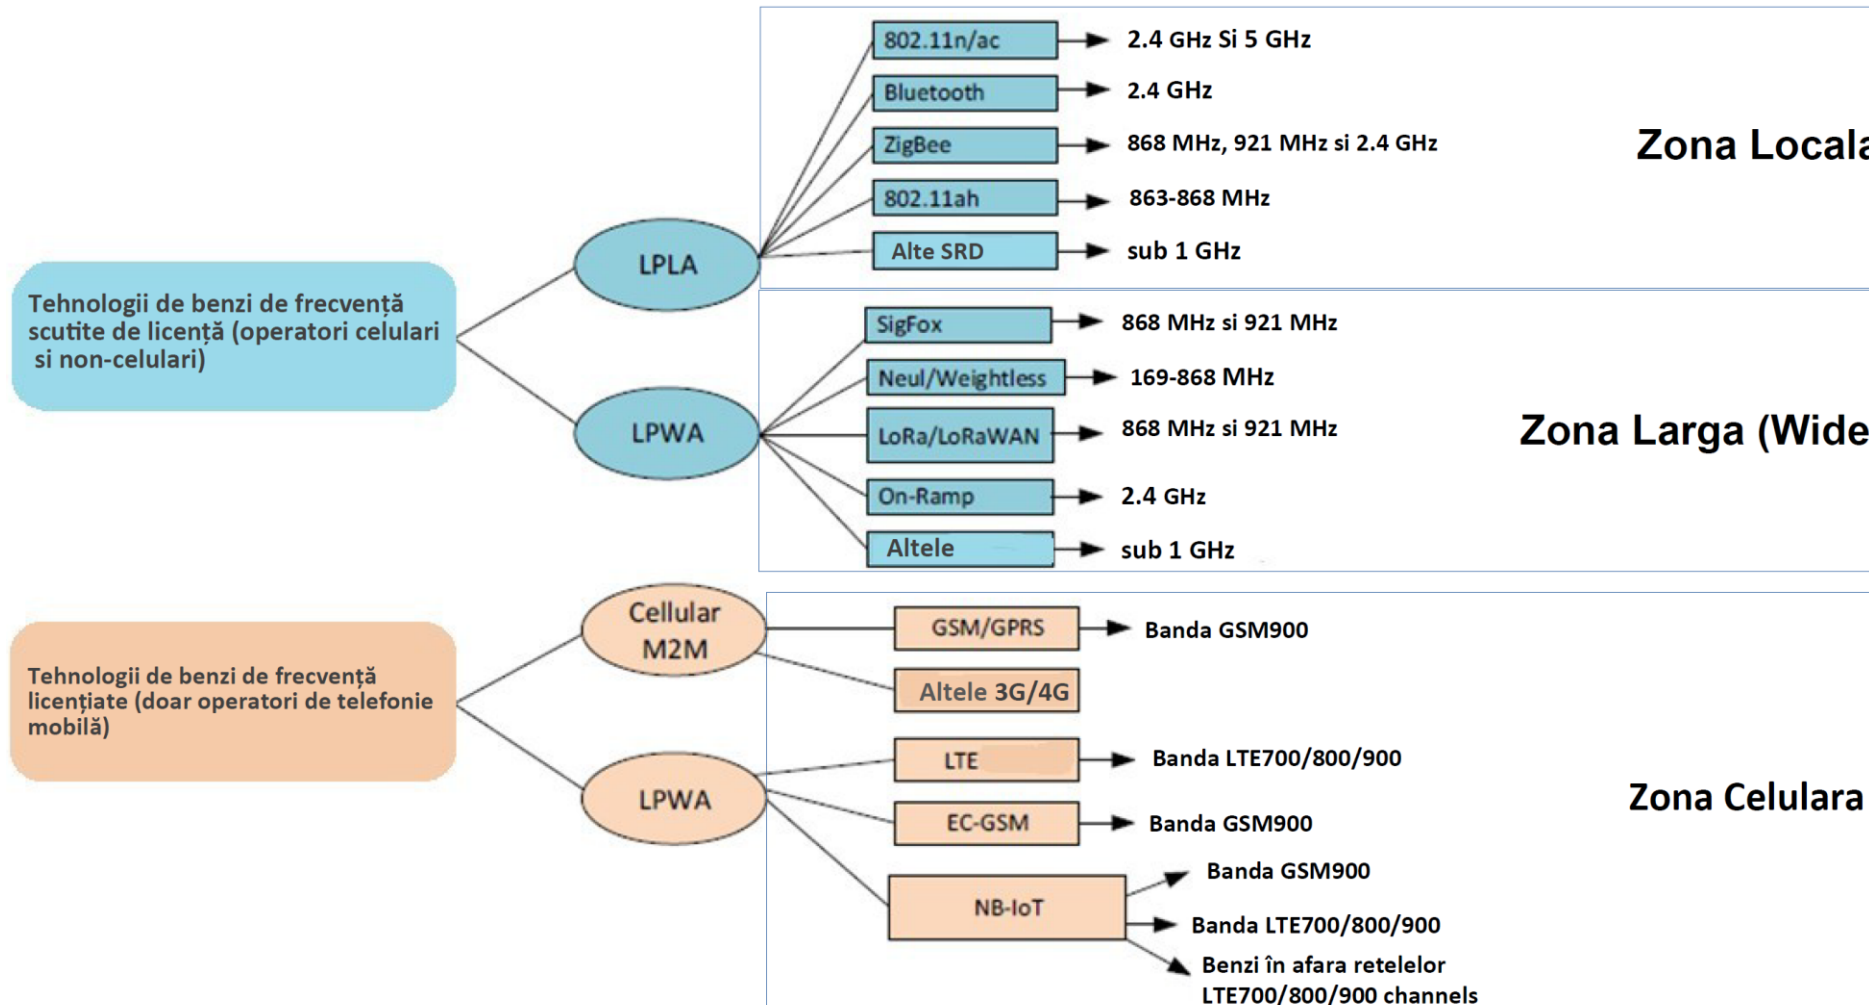 802.11n/ac
2.4 GHz Si 5 GHz
Bluetooth
2.4 GHz
ZigBee
868 MHz, 921 MHz si 2.4 GHz
Zona Locala
802.11ah
863-868 MHz
LPLA
Alte SRD
sub 1 GHz
Tehnologii de benzi de frecvență
scutite de licență (operatori celulari
si non-celulari)
SigFox
868 MHz si 921 MHz
Neul/Weightless
169-868 MHz
LPWA
LoRa/LoRaWAN
868 MHz si 921 MHz
Zona Larga (Wide
On-Ramp
2.4 GHz
Altele
sub 1 GHz
Cellular
M2M
GSM/GPRS
Banda GSM900
Altele 3G/4G
Tehnologii de benzi de frecvență
licențiate (doar operatori de telefonie
mobilă)
LTE
Banda LTE700/800/900
LPWA
Zona Celulara
EC-GSM
Banda GSM900
NB-IoT
Banda GSM900
Banda LTE700/800/900
Benzi în afara retelelor
LTE700/800/900 channels